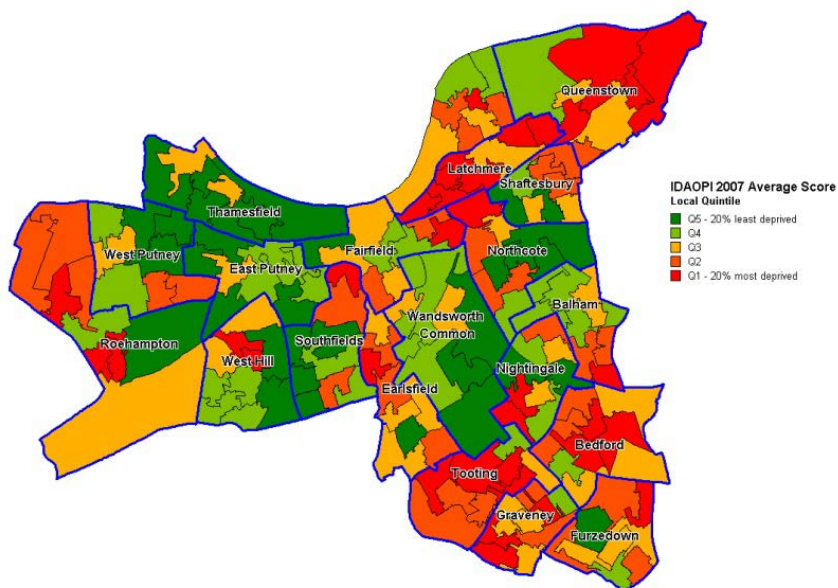 Queenstown
Latchmere
Shaftesbury
Thamesfield
Fairfield
Northcote
West Putney
East Putney
Balham
Wandsworth
Common
Roehampton
Southfields
West Hill
Nightingale
Earlsfield
Bedford
Tooting
Graveney
Furzedown
IDAOPI 2007 Average Score
Local Quintile
Q5 - 20% least deprived
Q4
Q3
Q2
Q1 - 20% most deprived